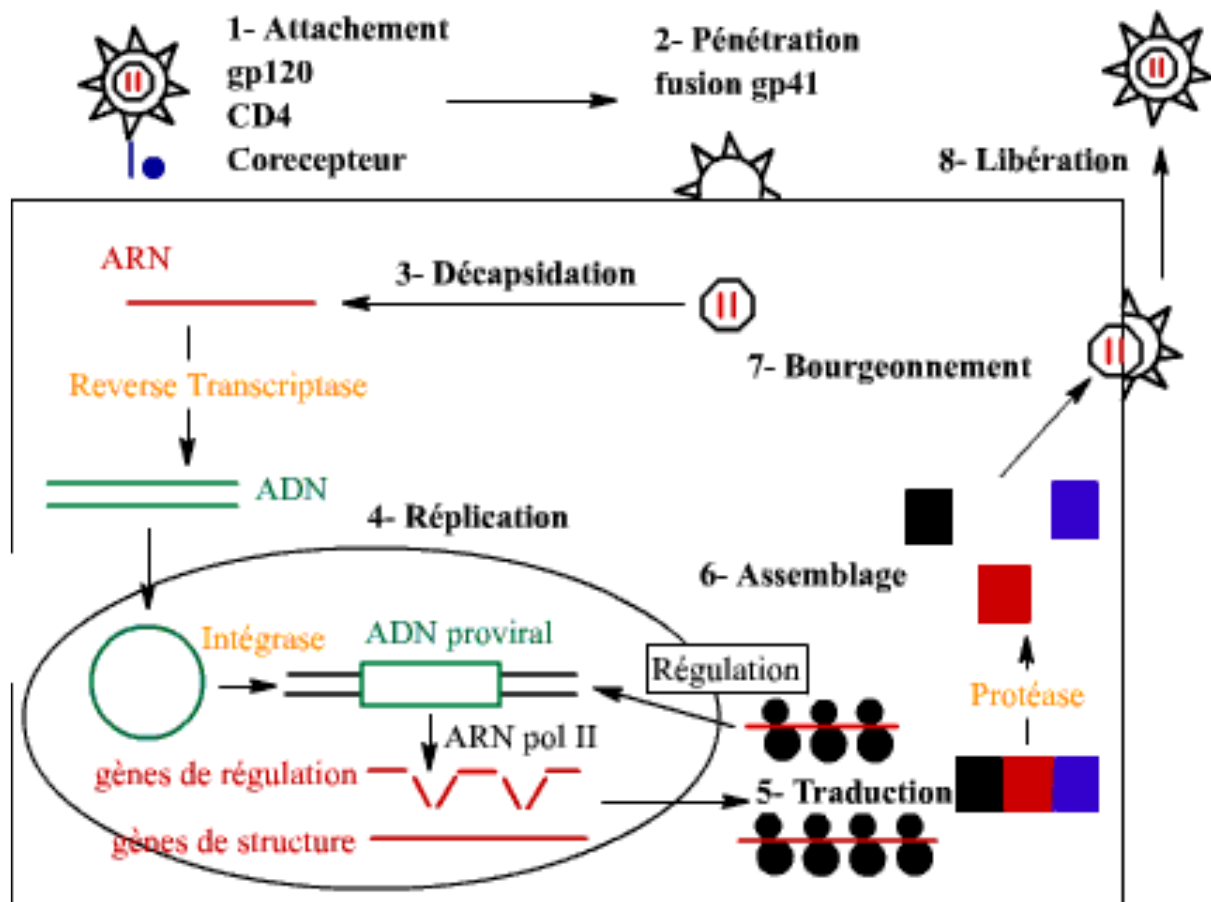 1- Attachement
gp120
CD4
Corecepteur
2- Pénétration
fusion gp41
8- Libération
ARN
3- Décapsidation
7- Bourgeonnement
Reverse Transcriptase
ADN
4- Réplication
6- Assemblage
Intégrase
ADN proviral
Régulation
Protéase
ARN pol II
gènes de régulation
5- Traduction
gènes de structure